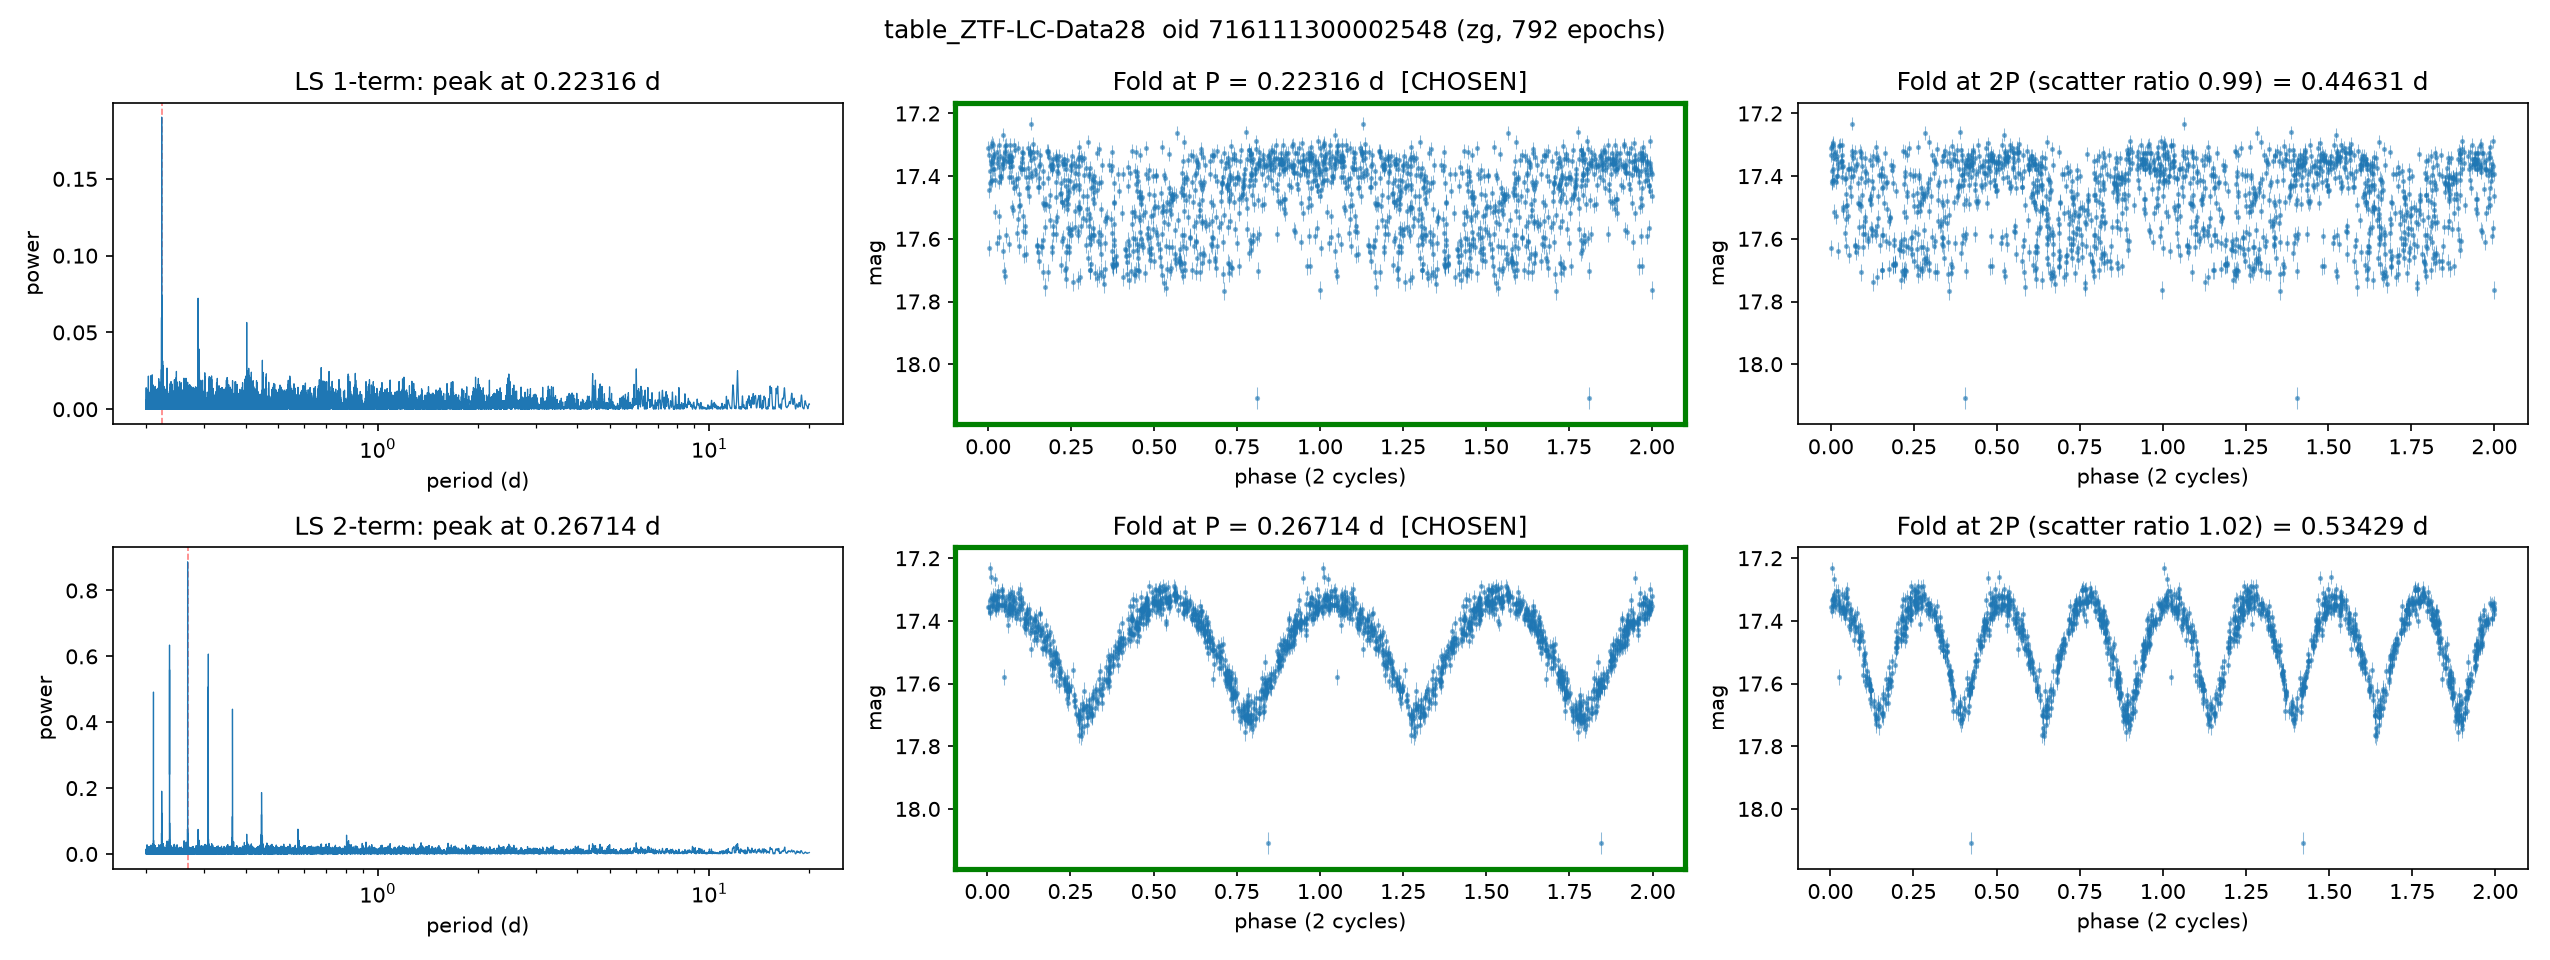 table_ZTF-LC-Data28  oid 716111300002548 (zg, 792 epochs)
LS 1-term: peak at 0.22316 d
power
0.15
0.10
0.05
0.00
10⁰
10¹
period (d)
Fold at P = 0.22316 d  [CHOSEN]
mag
17.2
17.4
17.6
17.8
18.0
0.00 0.25 0.50 0.75 1.00 1.25 1.50 1.75 2.00
phase (2 cycles)
Fold at 2P (scatter ratio 0.99) = 0.44631 d
mag
17.2
17.4
17.6
17.8
18.0
0.00 0.25 0.50 0.75 1.00 1.25 1.50 1.75 2.00
phase (2 cycles)
LS 2-term: peak at 0.26714 d
power
0.8
0.6
0.4
0.2
0.0
10⁰
10¹
period (d)
Fold at P = 0.26714 d  [CHOSEN]
mag
17.2
17.4
17.6
17.8
18.0
0.00 0.25 0.50 0.75 1.00 1.25 1.50 1.75 2.00
phase (2 cycles)
Fold at 2P (scatter ratio 1.02) = 0.53429 d
mag
17.2
17.4
17.6
17.8
18.0
0.00 0.25 0.50 0.75 1.00 1.25 1.50 1.75 2.00
phase (2 cycles)